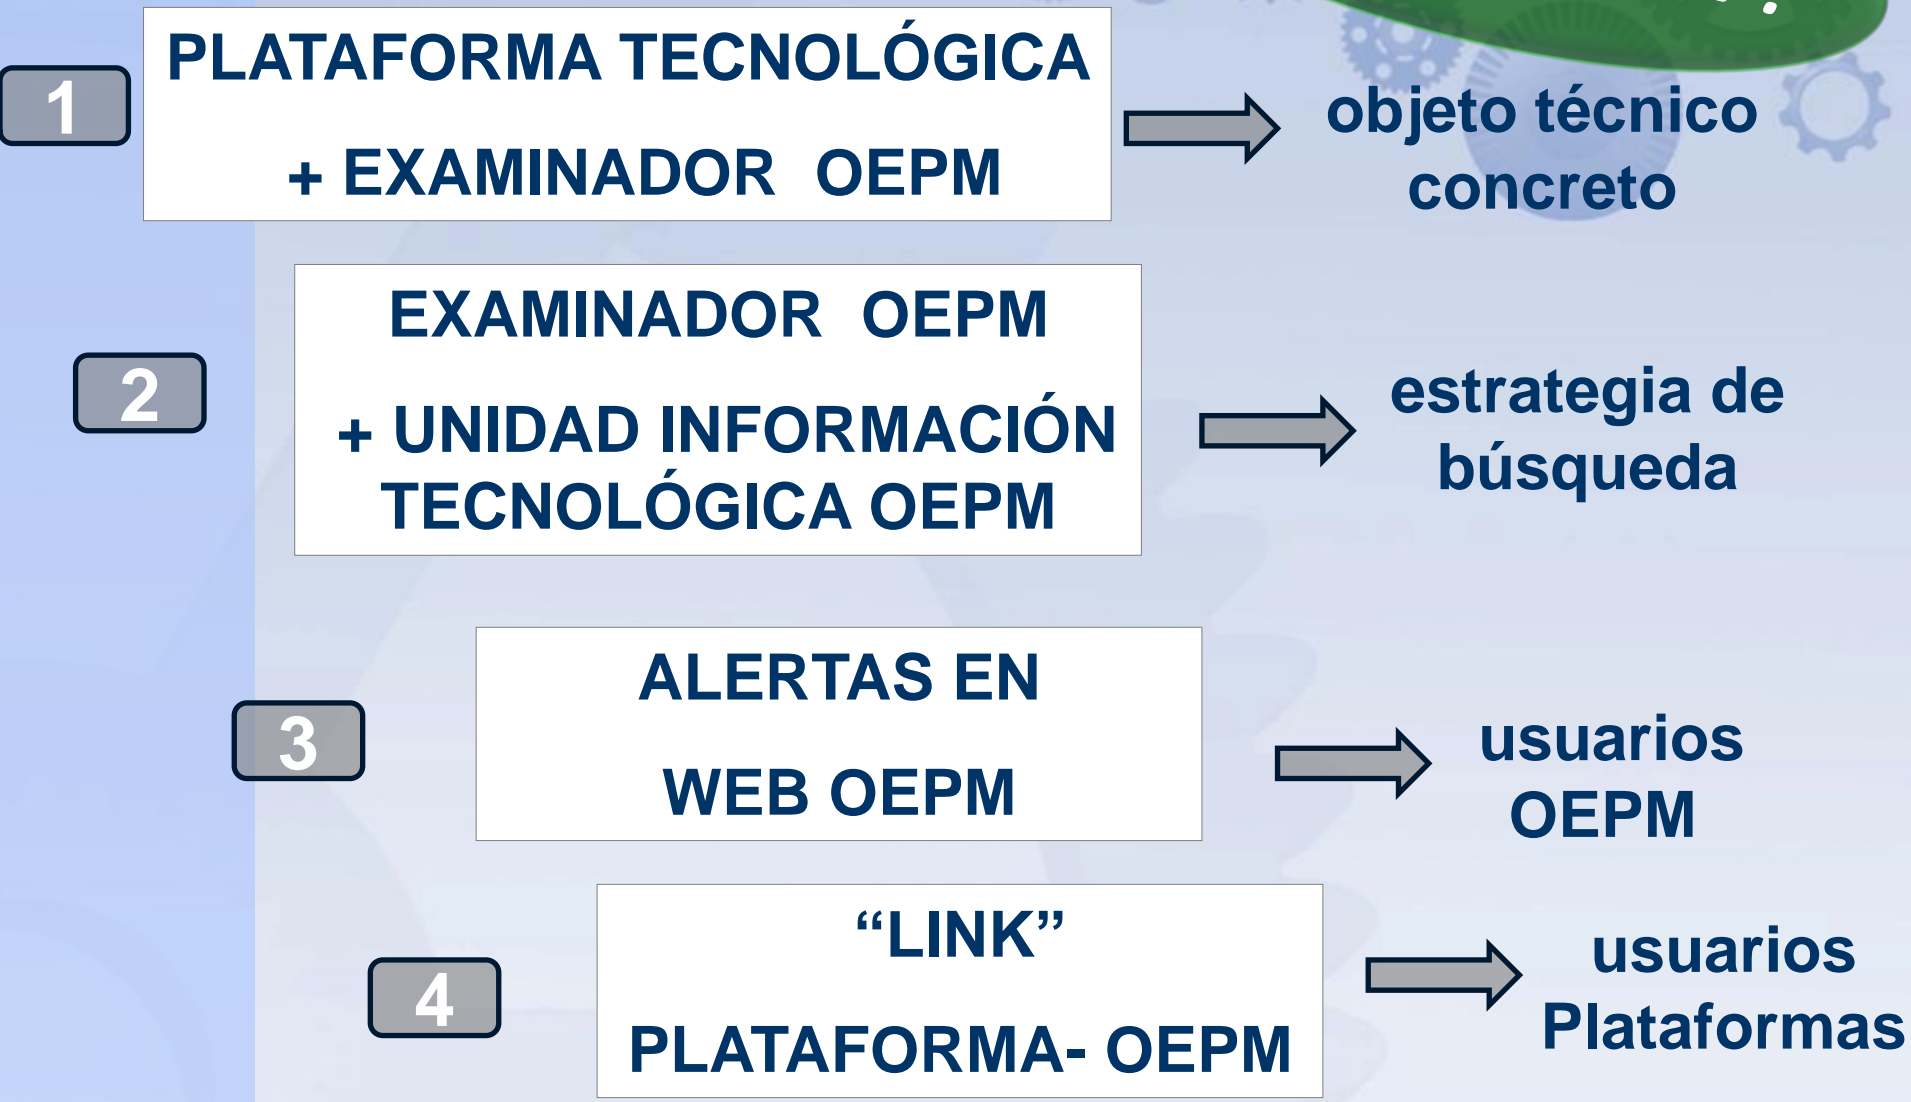 1
PLATAFORMA TECNOLÓGICA
+ EXAMINADOR OEPM
objeto técnico
concreto
2
EXAMINADOR OEPM
+ UNIDAD INFORMACIÓN
TECNOLÓGICA OEPM
estrategia de
búsqueda
3
ALERTAS EN
WEB OEPM
usuarios
OEPM
4
“LINK”
PLATAFORMA- OEPM
usuarios
Plataformas